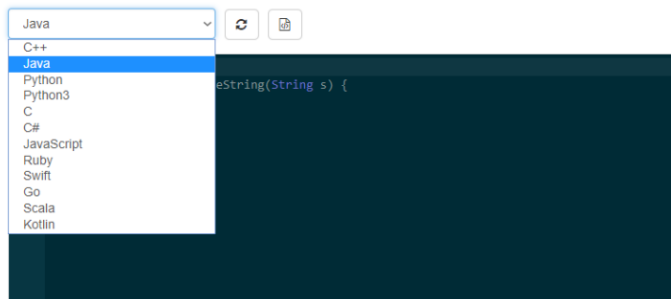 Java
C++
Java
Python
Python3
eString(String s) {
C
C#
JavaScript
Ruby
Swift
Go
Scala
Kotlin